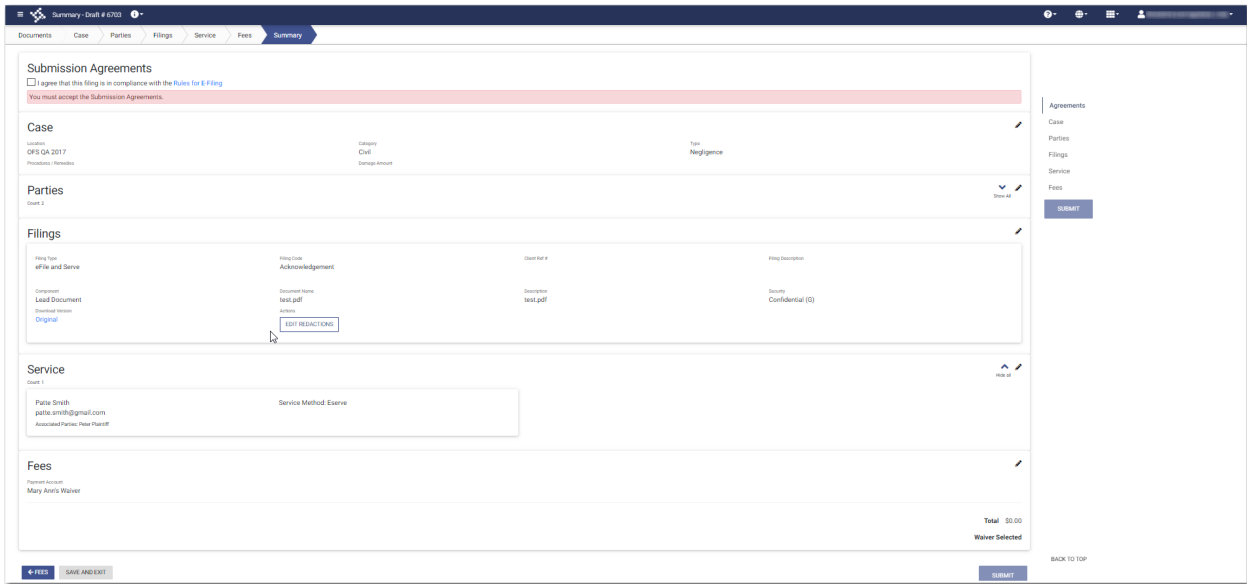 Summary - Draft # 6703
Documents Case Parties Filings Service Fees Summary
Submission Agreements
I agree that this filing is in compliance with the Rules for E-Filing
You must accept the Submission Agreements.
Agreements
Case
Parties
Filings
Service
Fees
SUBMIT
Case
Location Category Type
OFS QA 2017 Civil Negligence
Procedures / Remedies Damage Amount
Parties
Count: 2
Show All
Filings
Filing Type Filing Code Client Ref # Filing Description
eFile and Serve Acknowledgement
Component Document Name Description Security
Lead Document test.pdf test.pdf Confidential (G)
Download Version Actions
Original EDIT REDACTIONS
Service
Count: 1
Hide all
Patte Smith Service Method: Eserve
patte.smith@gmail.com
Associated Parties: Peter Plaintiff
Fees
Payment Account
Mary Ann's Waiver
Total $0.00
Waiver Selected
BACK TO TOP
FEES SAVE AND EXIT SUBMIT